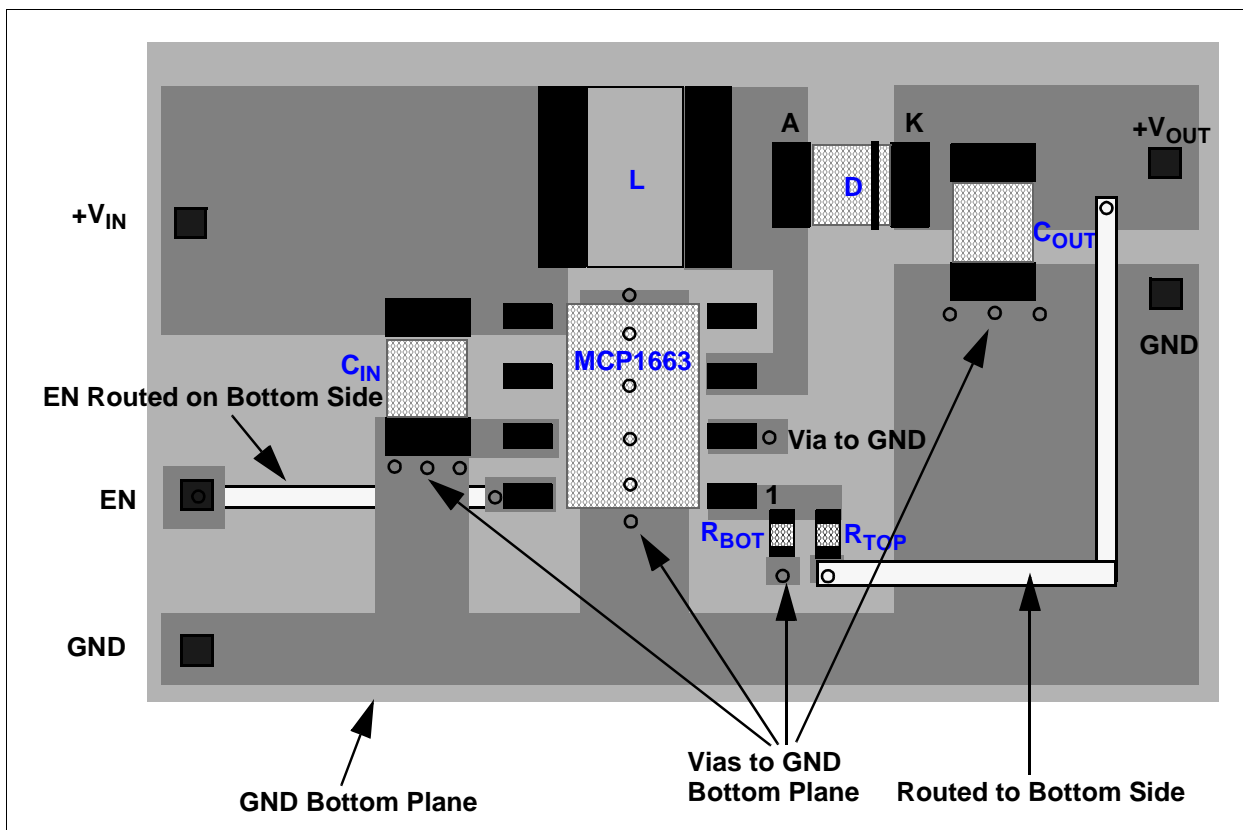 A
K
+VOUT
L
D
+VIN
COUT
MCP1663
GND
CIN
EN Routed on Bottom Side
Via to GND
EN
1
RBOT
RTOP
GND
Vias to GND
Bottom Plane
Routed to Bottom Side
GND Bottom Plane